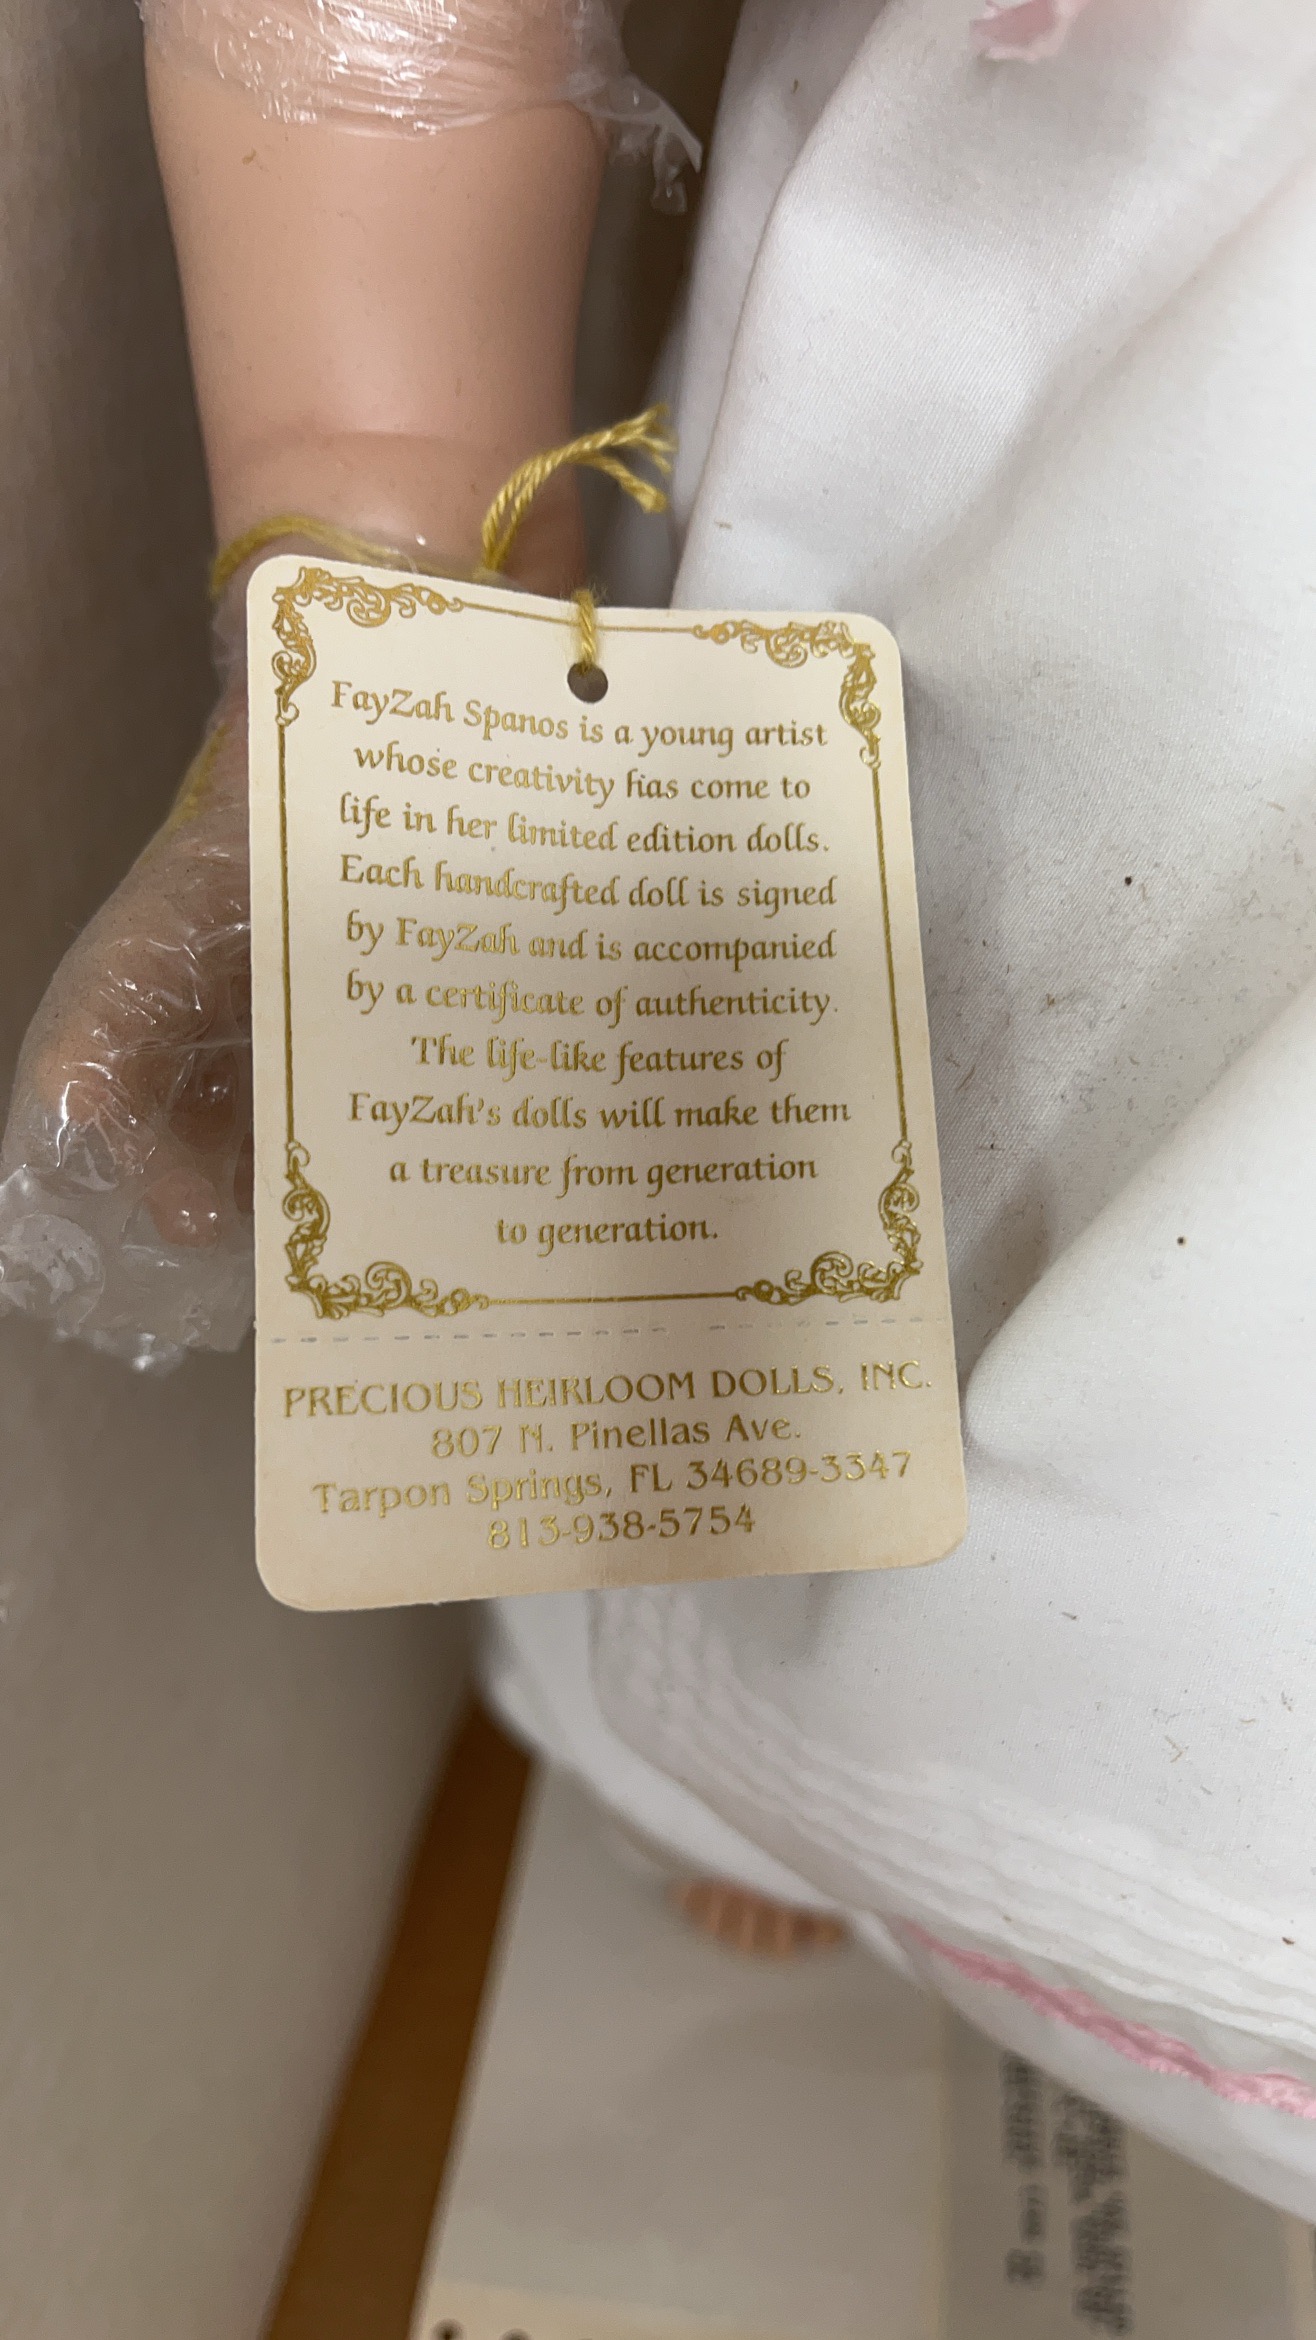 FayZah Spanos is a young artist
whose creativity has come to
life in her limited edition dolls.
Each handcrafted doll is signed
by FayZah and is accompanied
by a certificate of authenticity.
The life-like features of
FayZah's dolls will make them
a treasure from generation
to generation.
PRECIOUS HEIRLOOM DOLLS, INC.
807 N. Pinellas Ave.
Tarpon Springs, FL 34689-3347
813-938-5754